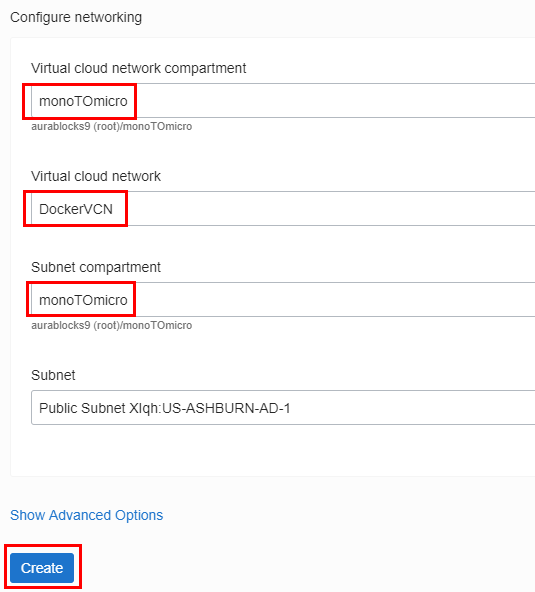 Configure networking
Virtual cloud network compartment
monoTOmicro
aurablocks9 (root)/monoTOmicro
Virtual cloud network
DockerVCN
Subnet compartment
monoTOmicro
aurablocks9 (root)/monoTOmicro
Subnet
Public Subnet XIqh:US-ASHBURN-AD-1
Show Advanced Options
Create